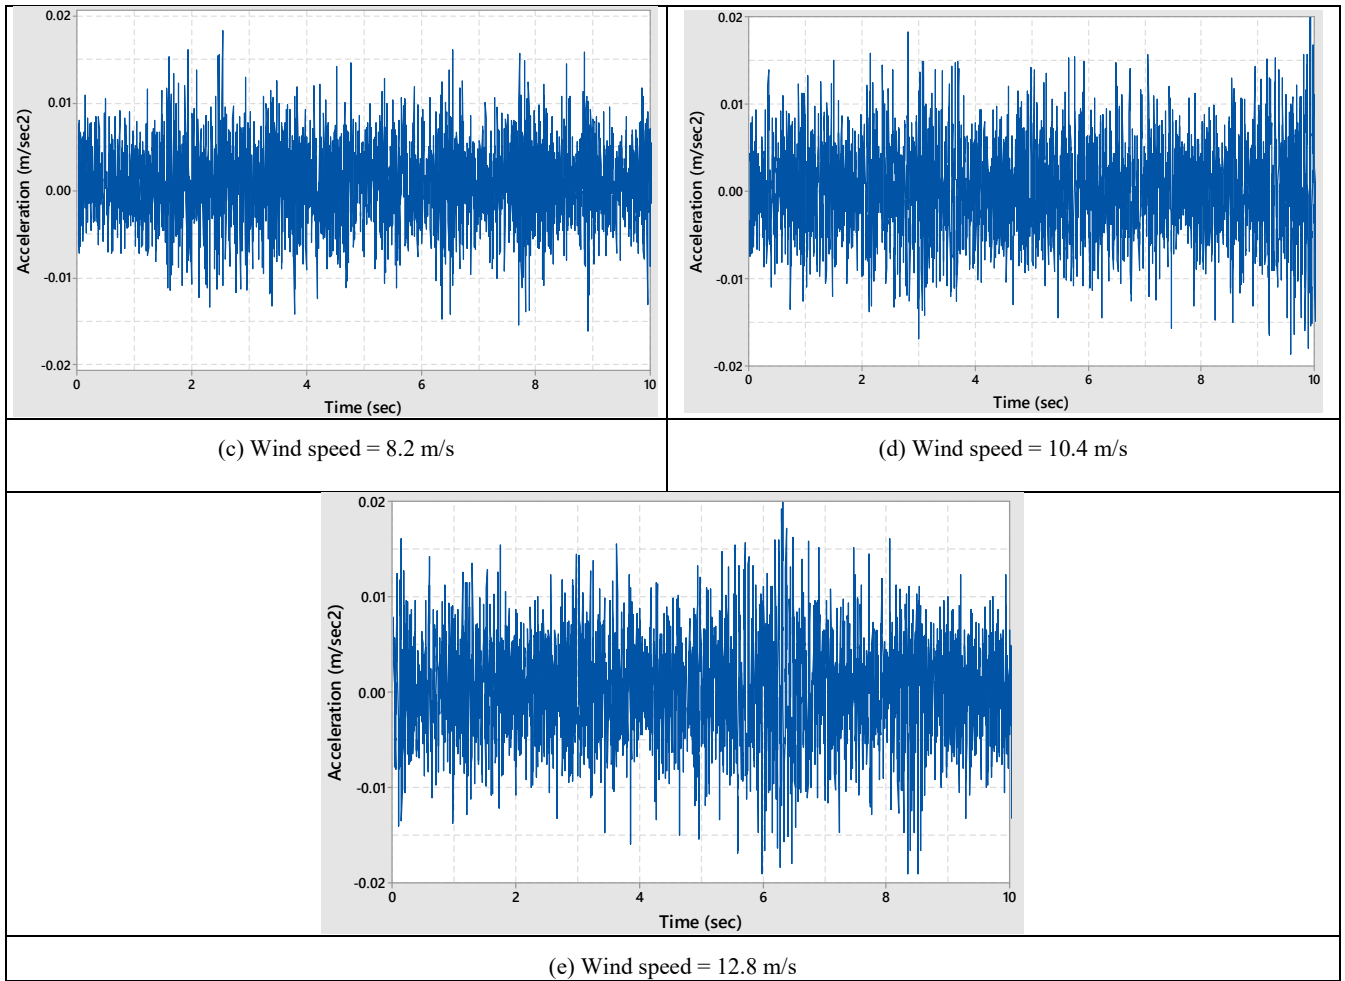 0.02
0.01
0.00
-0.01
-0.02
Acceleration (m/sec2)
0 2 4 6 8 10
Time (sec)
0.02
0.01
0.00
-0.01
-0.02
Acceleration (m/sec2)
0 2 4 6 8 10
Time (sec)
(c) Wind speed = 8.2 m/s
(d) Wind speed = 10.4 m/s
0.02
0.01
0.00
-0.01
-0.02
Acceleration (m/sec2)
0 2 4 6 8 10
Time (sec)
(e) Wind speed = 12.8 m/s